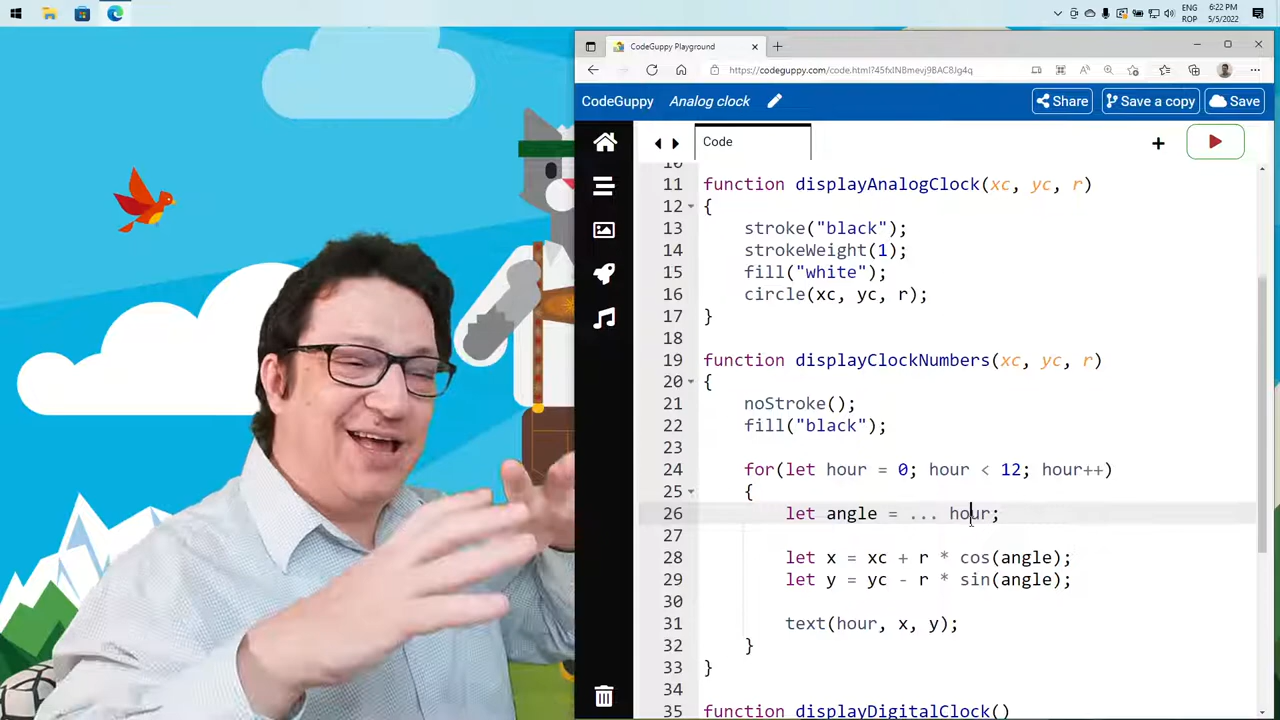 ENG
ROP
6:22 PM
5/5/2022
CodeGuppy Playground
https://codeguppy.com/code.html?45fxlNBmevj9BAC8Jg4q
CodeGuppy
Analog clock
Share
Save a copy
Save
Code
10
11 function displayAnalogClock(xc, yc, r)
12 {
13 stroke("black");
14 strokeWeight(1);
15 fill("white");
16 circle(xc, yc, r);
17 }
18
19 function displayClockNumbers(xc, yc, r)
20 {
21 noStroke();
22 fill("black");
23
24 for(let hour = 0; hour < 12; hour++)
25 {
26 let angle = ... hour;
27
28 let x = xc + r * cos(angle);
29 let y = yc - r * sin(angle);
30
31 text(hour, x, y);
32 }
33 }
34
35 function displayDigitalClock()